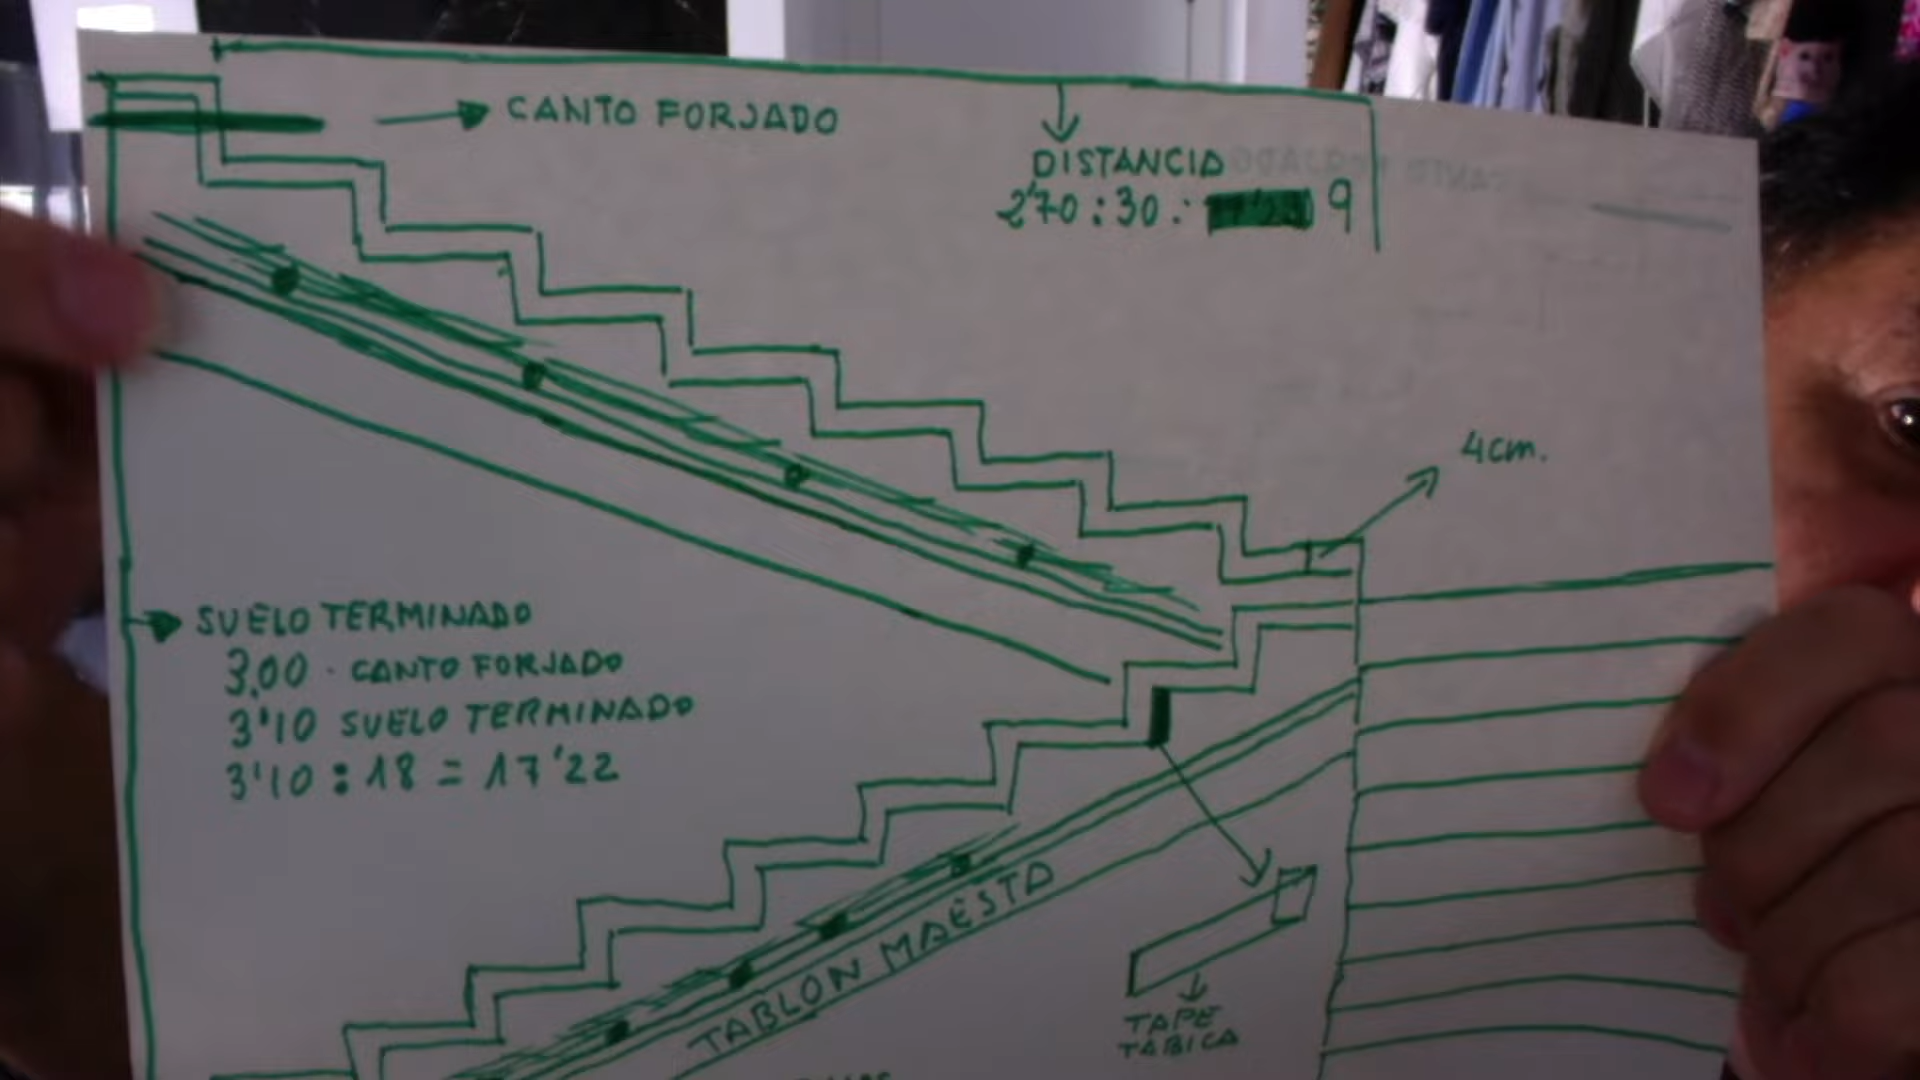 CANTO FORJADO
DISTANCIA
2'70:30: 9
4cm.
SUELO TERMINADO
3,00 - CANTO FORJADO
3'10 SUELO TERMINADO
3'10 : 18 = 17'22
TABLON MAESTA
TAPE
TABICA